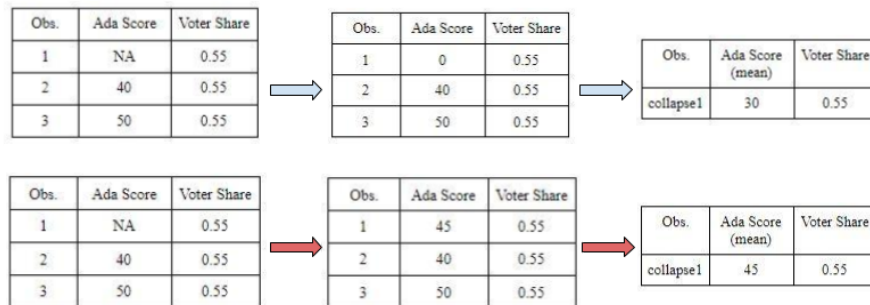 Obs. Ada Score Voter Share
1 NA 0.55
2 40 0.55
3 50 0.55
Obs. Ada Score Voter Share
1 0 0.55
2 40 0.55
3 50 0.55
Obs. Ada Score Voter Share
(mean)
collapse1 30 0.55
Obs. Ada Score Voter Share
1 NA 0.55
2 40 0.55
3 50 0.55
Obs. Ada Score Voter Share
1 45 0.55
2 40 0.55
3 50 0.55
Obs. Ada Score Voter Share
(mean)
collapse1 45 0.55